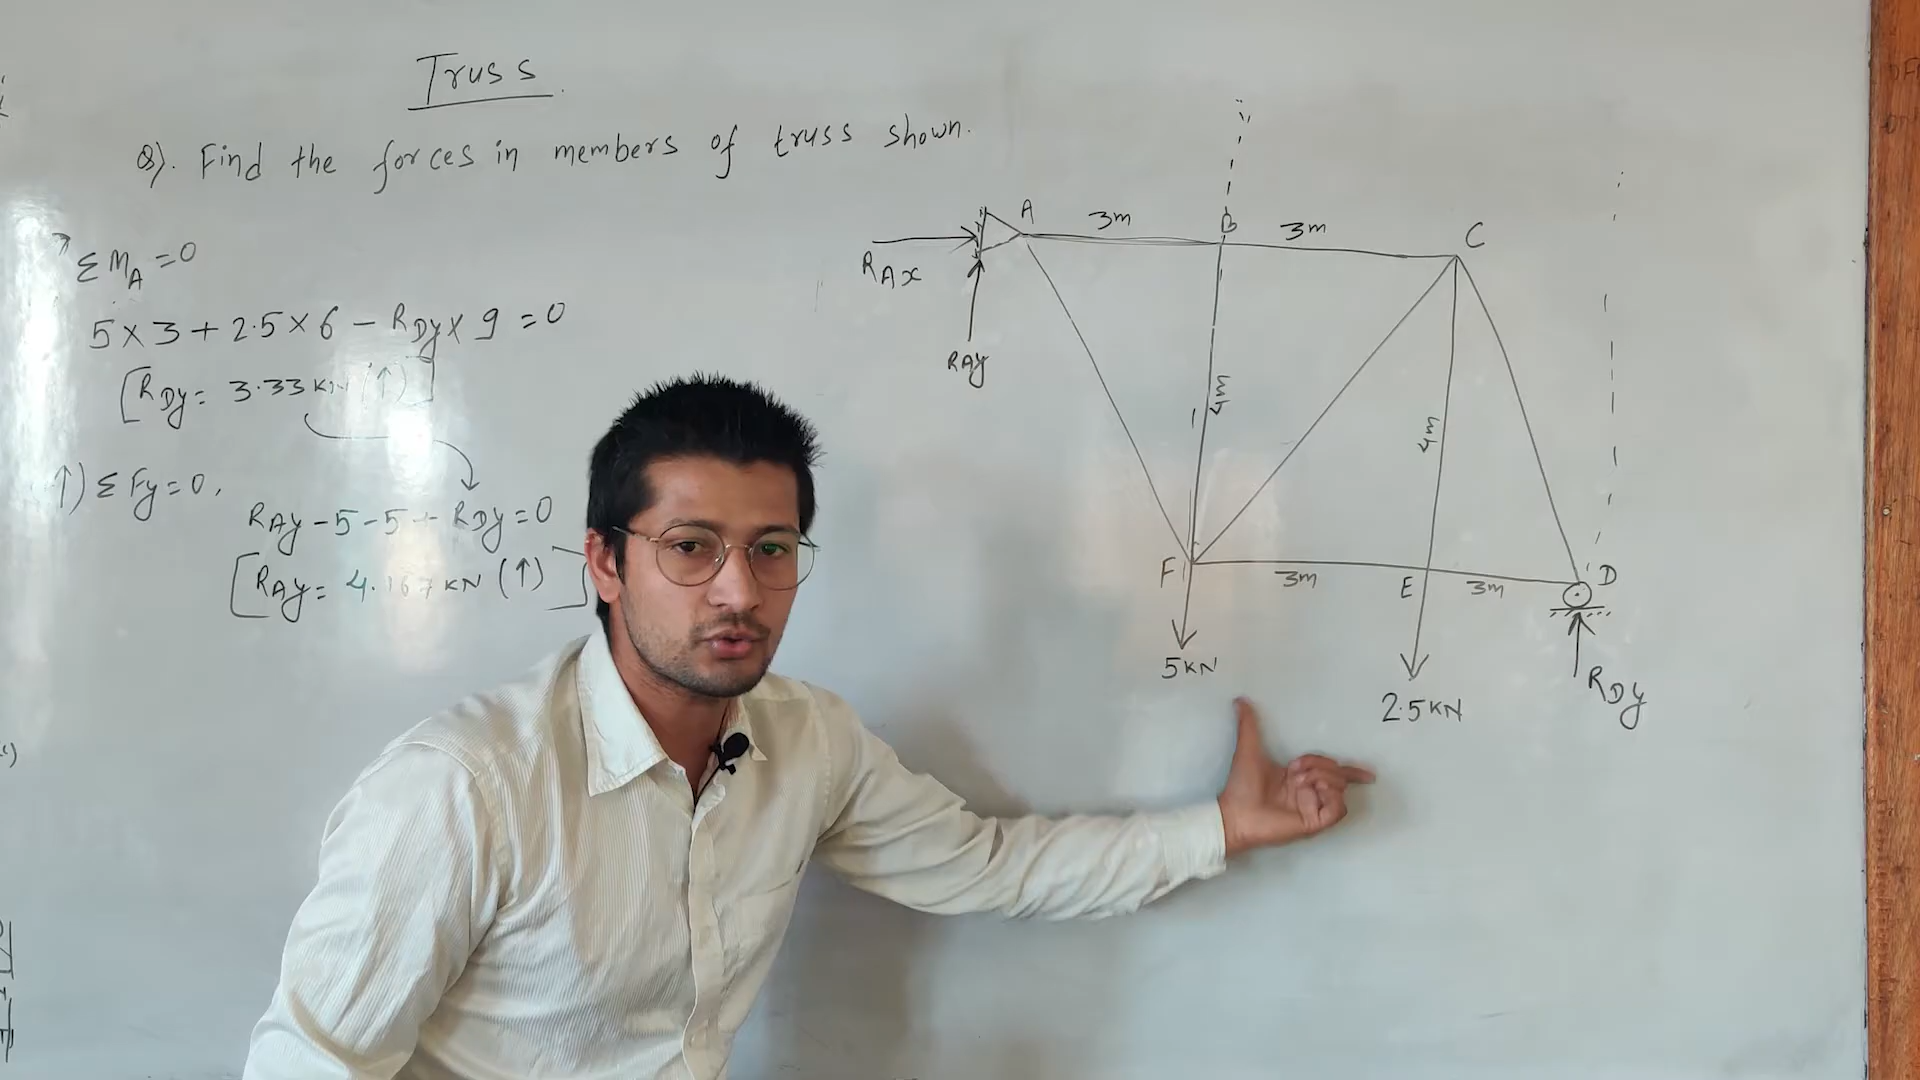 Truss
Q). Find the forces in members of truss shown.
ΣM_A = 0
5 × 3 + 2.5 × 6 - R_Dy × 9 = 0
[R_Dy = 3.33 KN (↑)]
↑) ΣFy = 0,
R_Ay - 5 - 5 + R_Dy = 0
[R_Ay = 4.167 KN (↑)]
A 3m B 3m C
R_Ax
R_Ay
4m
4m
F 3m E 3m D
5KN
2.5KN
R_Dy